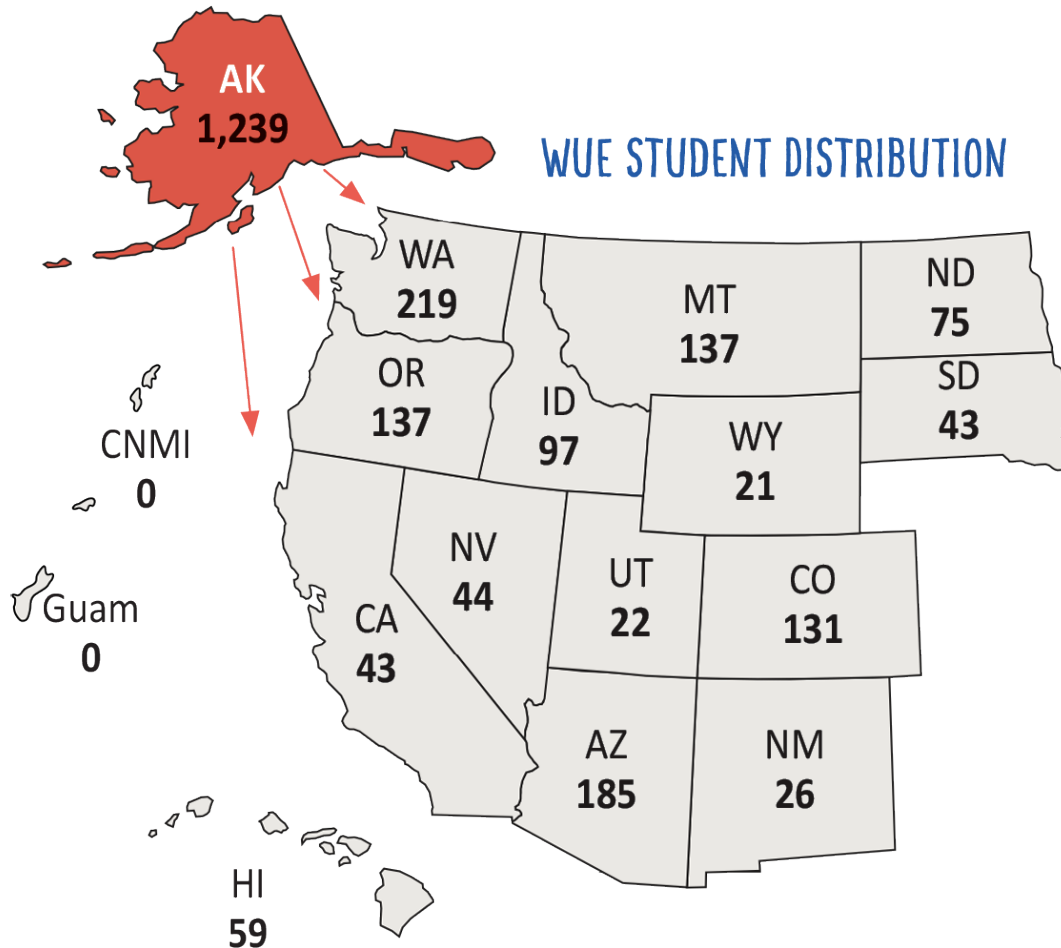 AK
1,239
WUE STUDENT DISTRIBUTION
WA
219
MT
137
ND
75
OR
137
ID
97
SD
43
WY
21
CNMI
0
NV
44
UT
22
CO
131
Guam
0
CA
43
AZ
185
NM
26
HI
59